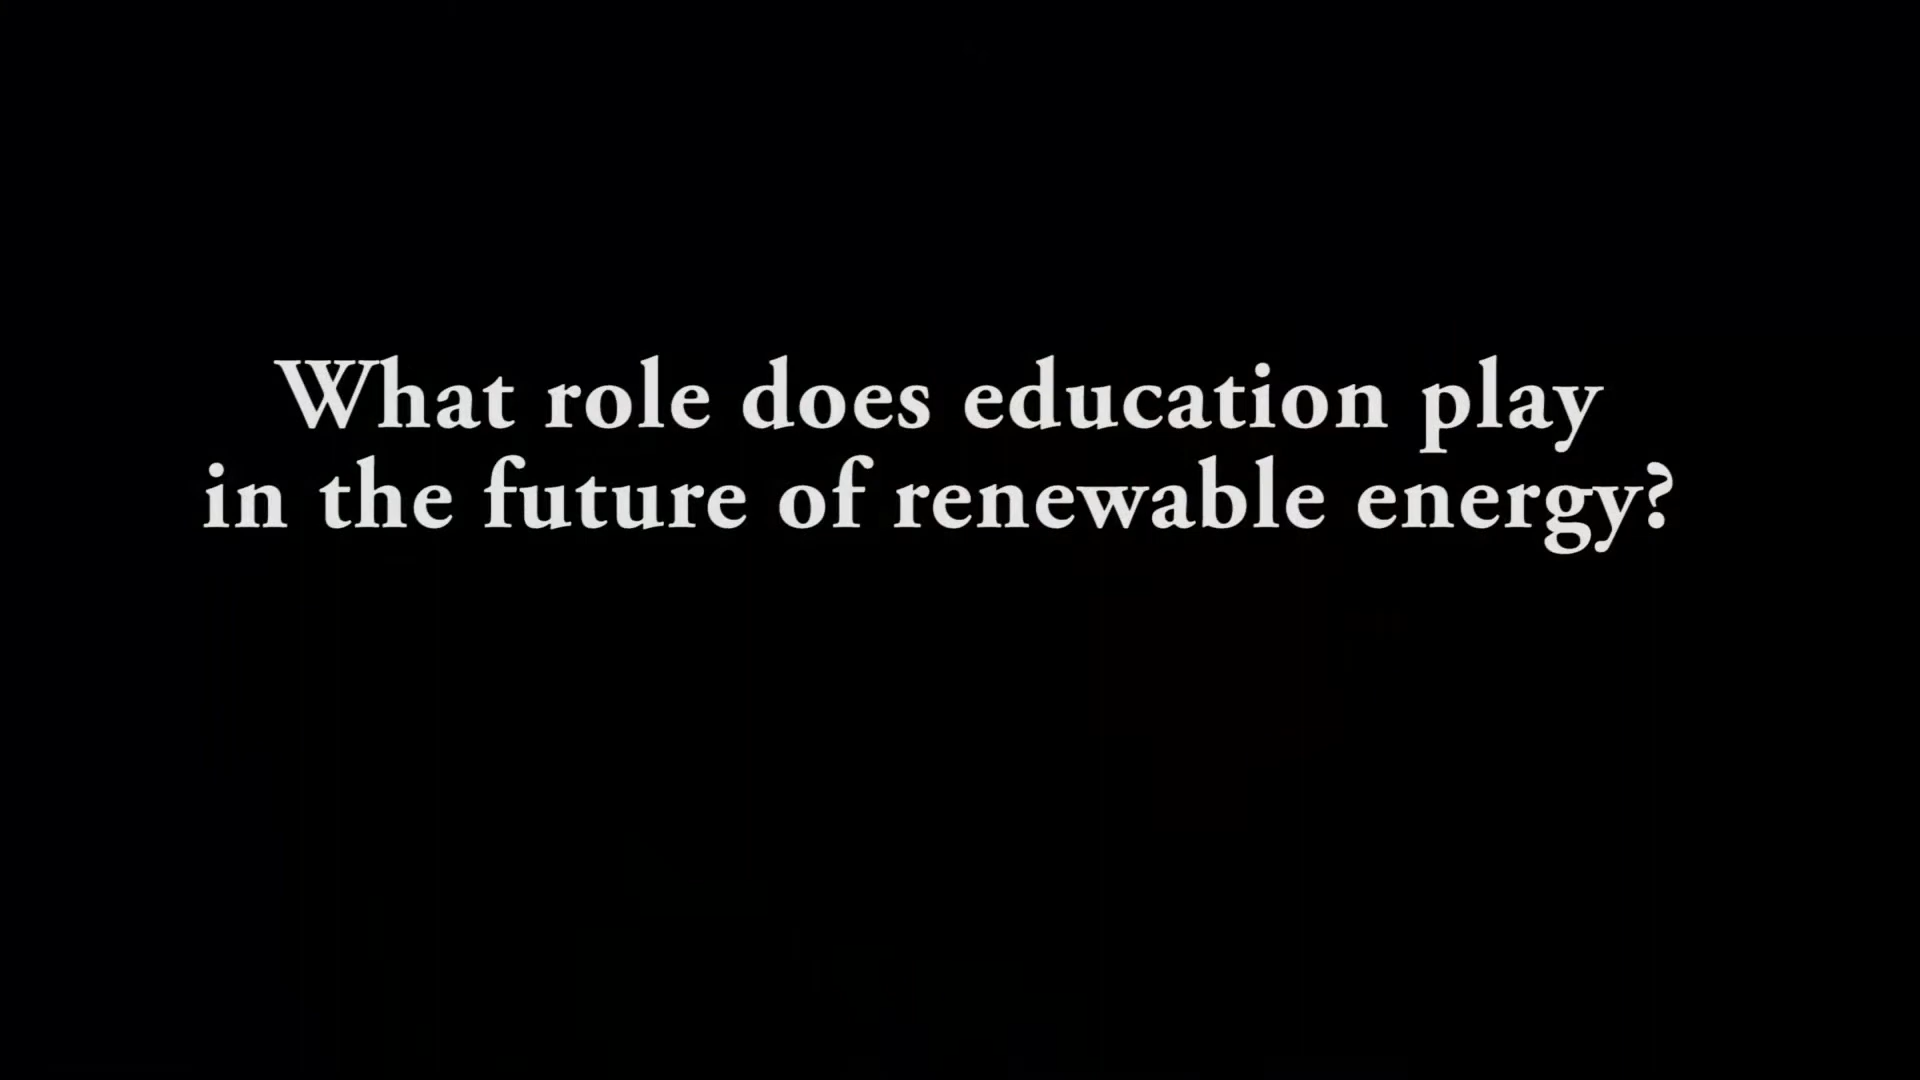 What role does education play
in the future of renewable energy?